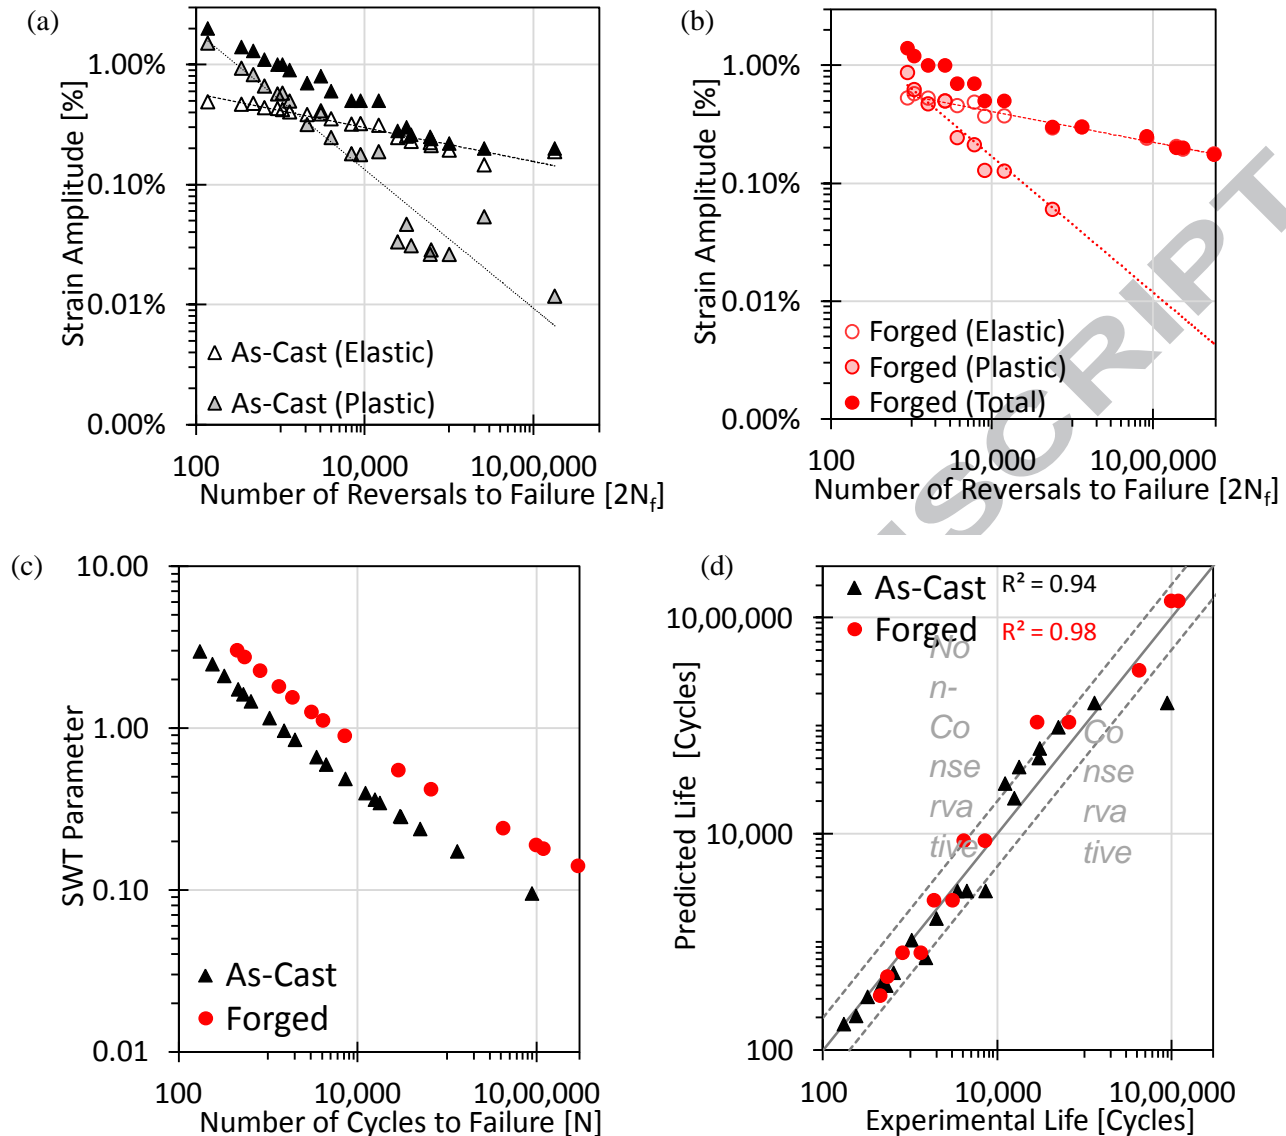 (a)
Strain Amplitude [%]
1.00%
0.10%
0.01%
0.00%
As-Cast (Elastic)
As-Cast (Plastic)
100
10,000
10,00,000
Number of Reversals to Failure [2Nf]
(b)
Strain Amplitude [%]
1.00%
0.10%
0.01%
0.00%
Forged (Elastic)
Forged (Plastic)
Forged (Total)
100
10,000
10,00,000
Number of Reversals to Failure [2Nf]
NSCRIPT
(c)
SWT Parameter
10.00
1.00
0.10
0.01
As-Cast
Forged
100
10,000
10,00,000
Number of Cycles to Failure [N]
(d)
Predicted Life [Cycles]
10,00,000
10,000
100
As-Cast R² = 0.94
Forged R² = 0.98
No
n-
Co
nse
rva
tive
Co
nse
rva
tive
100
10,000
10,00,000
Experimental Life [Cycles]